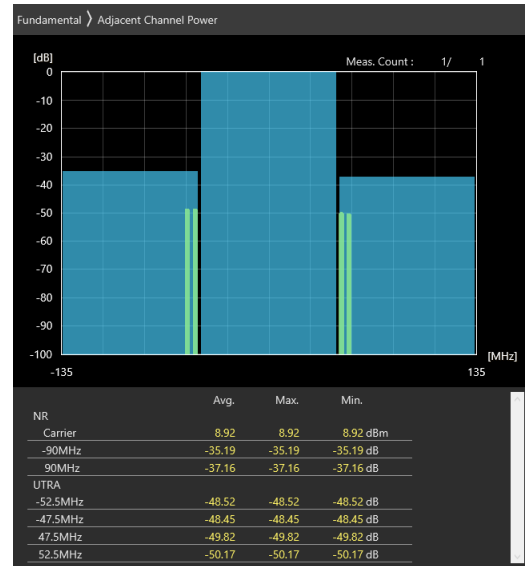 Fundamental 〉 Adjacent Channel Power
[dB]
Meas. Count : 1/ 1
0
-10
-20
-30
-40
-50
-60
-70
-80
-90
-100
[MHz]
-135 135
Avg. Max. Min.
NR
Carrier 8.92 8.92 8.92 dBm
-90MHz -35.19 -35.19 -35.19 dB
90MHz -37.16 -37.16 -37.16 dB
UTRA
-52.5MHz -48.52 -48.52 -48.52 dB
-47.5MHz -48.45 -48.45 -48.45 dB
47.5MHz -49.82 -49.82 -49.82 dB
52.5MHz -50.17 -50.17 -50.17 dB